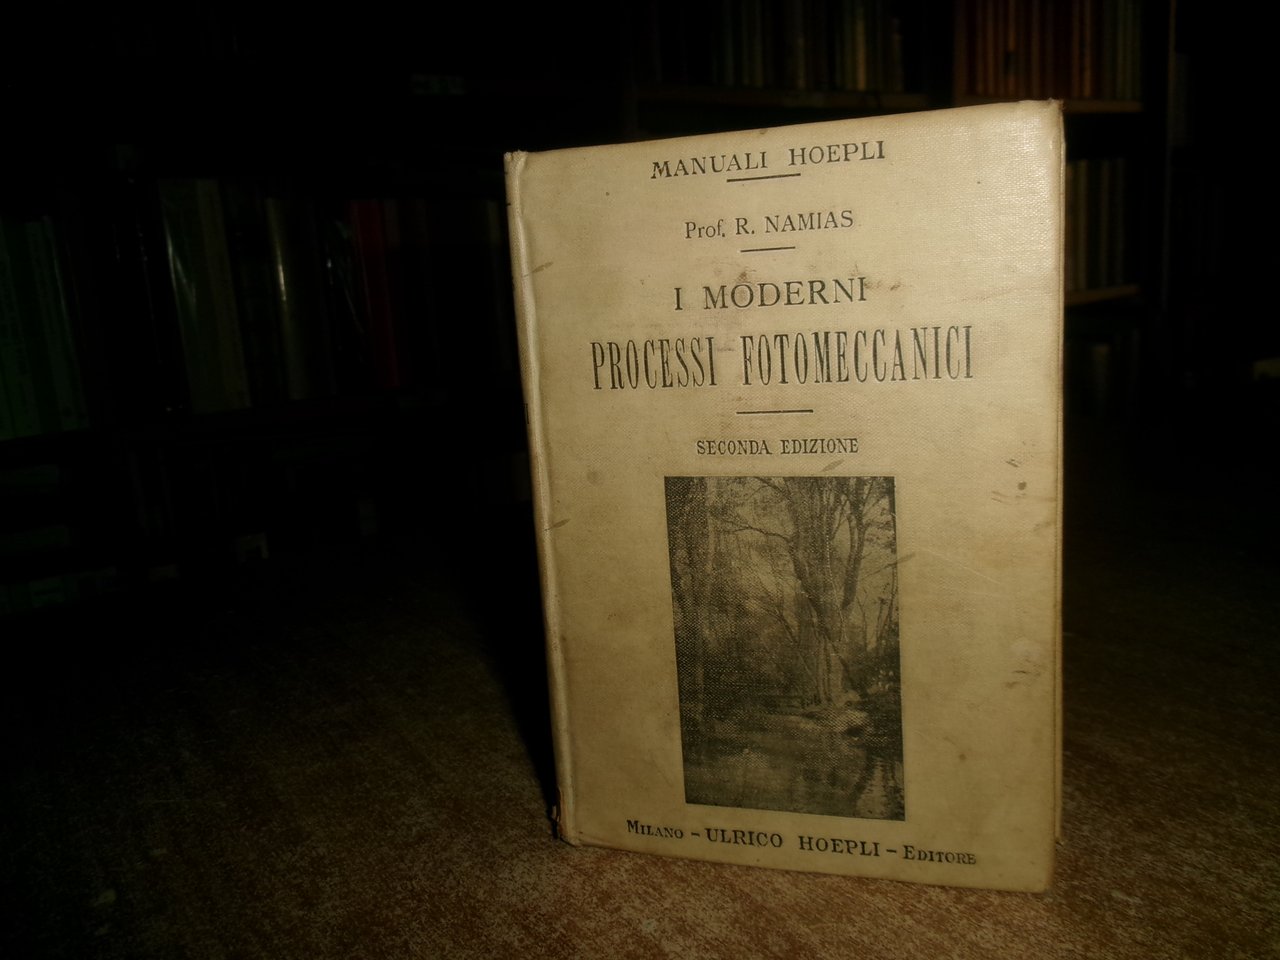 MANUALI HOEPLI
Prof. R. NAMIAS
I MODERNI
PROCESSI FOTOMECCANICI
SECONDA EDIZIONE
MILANO - ULRICO HOEPLI - EDITORE